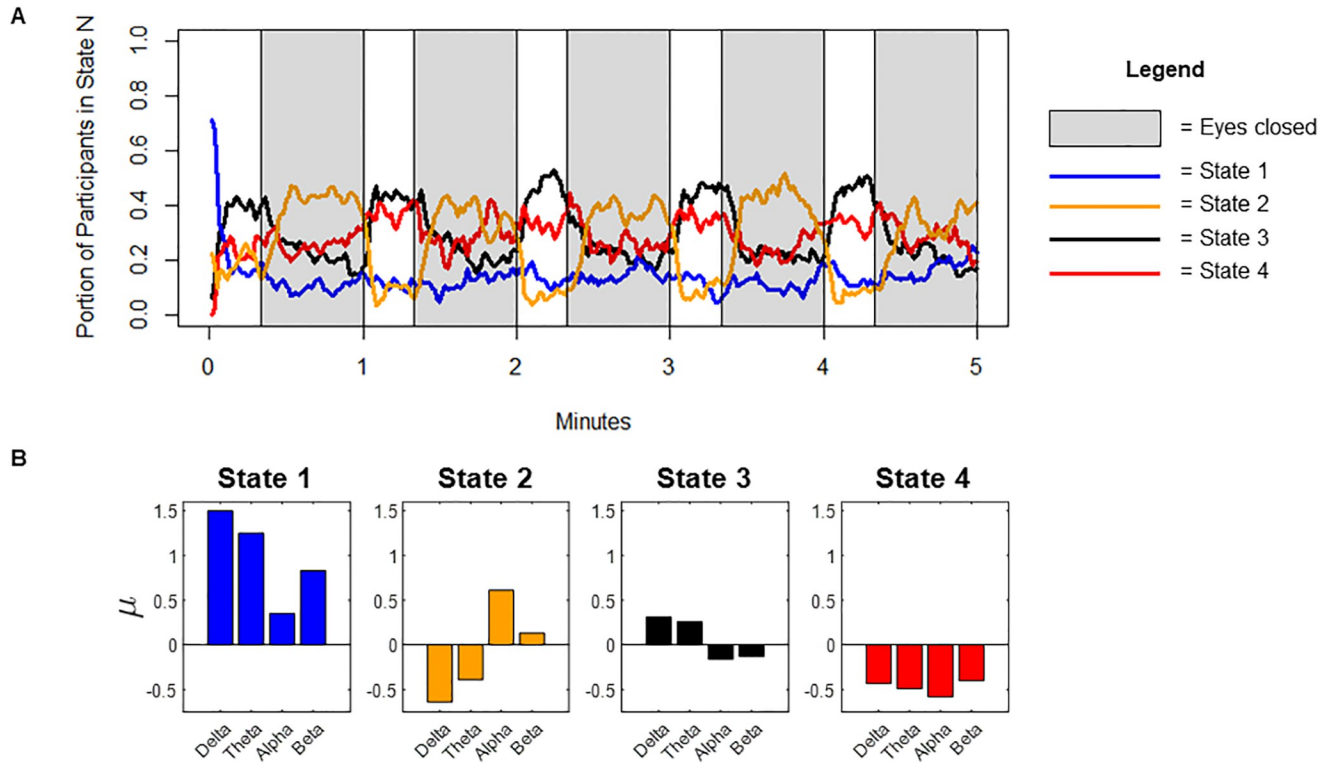 A
Portion of Participants in State N
1.0
0.8
0.6
0.4
0.2
0.0
0 1 2 3 4 5
Minutes
Legend
= Eyes closed
= State 1
= State 2
= State 3
= State 4
B
State 1 State 2 State 3 State 4
μ
1.5 1.5 1.5 1.5
1 1 1 1
0.5 0.5 0.5 0.5
0 0 0 0
-0.5 -0.5 -0.5 -0.5
Delta Theta Alpha Beta Delta Theta Alpha Beta Delta Theta Alpha Beta Delta Theta Alpha Beta